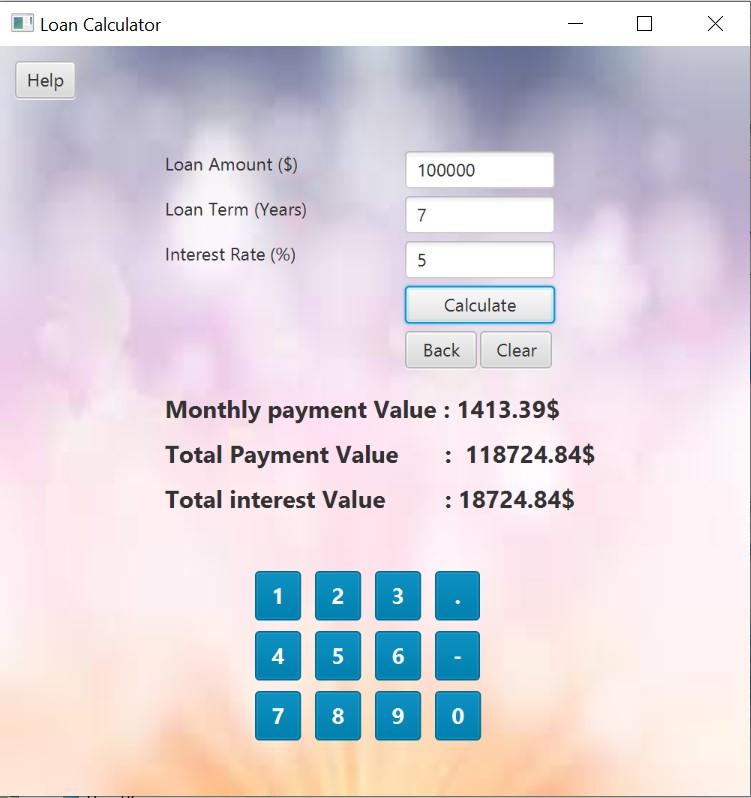 Loan Calculator
Help
Loan Amount ($) 100000
Loan Term (Years) 7
Interest Rate (%) 5
Calculate
Back Clear
Monthly payment Value : 1413.39$
Total Payment Value : 118724.84$
Total interest Value : 18724.84$
1 2 3 .
4 5 6 -
7 8 9 0